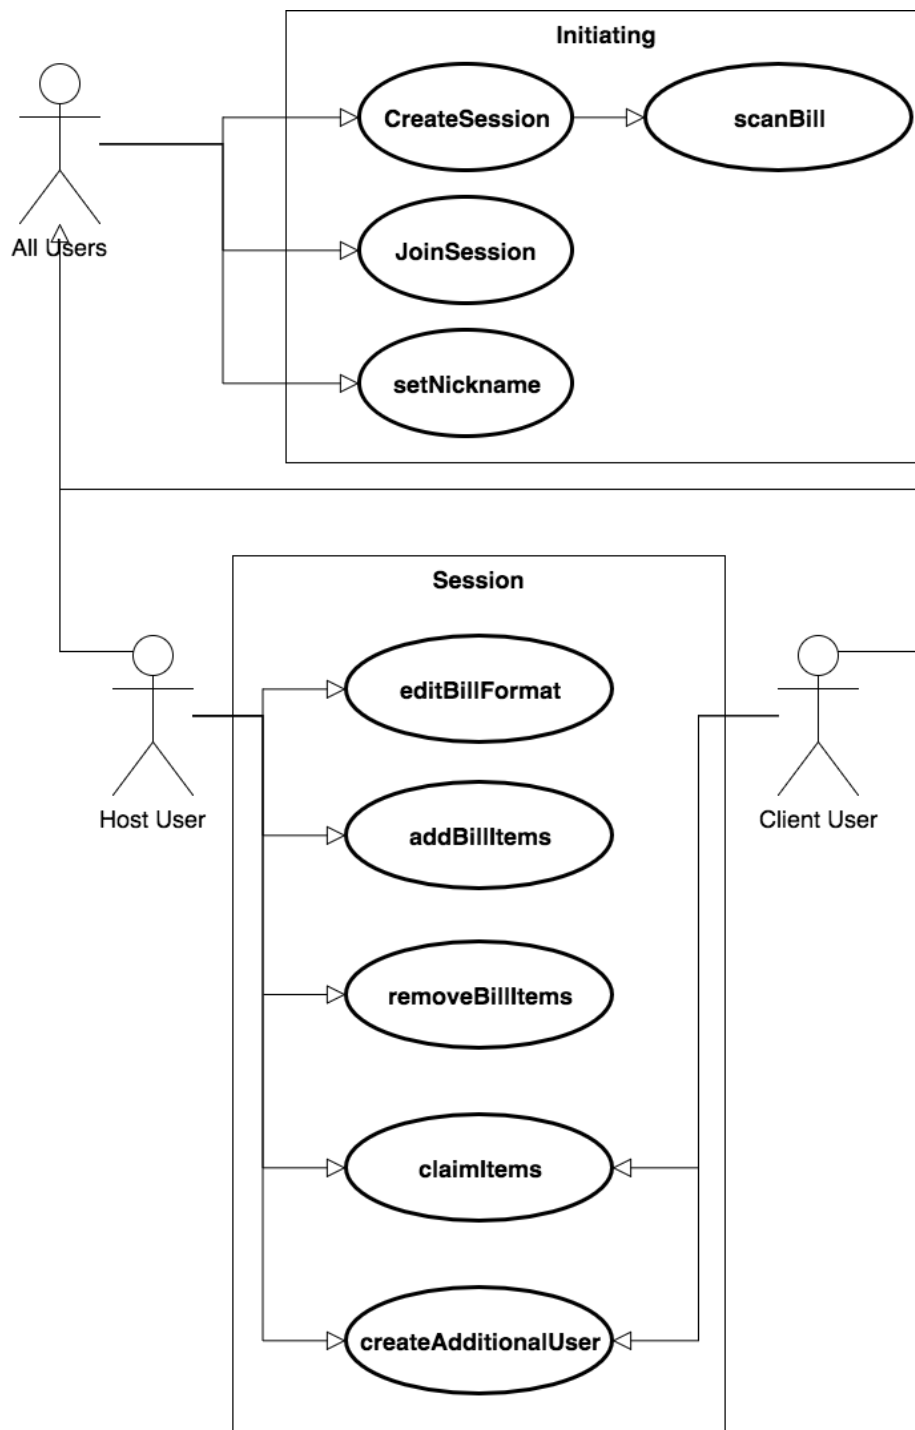 Initiating
CreateSession
scanBill
All Users
JoinSession
setNickname
Session
editBillFormat
Host User
Client User
addBillItems
removeBillItems
claimItems
createAdditionalUser